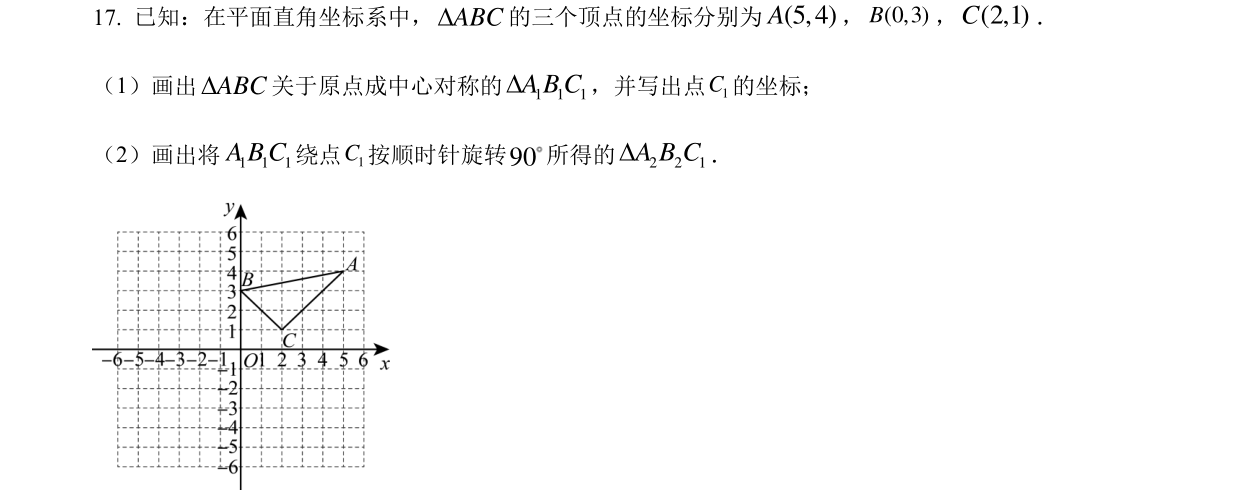 17. 已知：在平面直角坐标系中，ΔABC 的三个顶点的坐标分别为 A(5,4)，B(0,3)，C(2,1)．
（1）画出 ΔABC 关于原点成中心对称的 ΔA₁B₁C₁，并写出点 C₁ 的坐标；
（2）画出将 A₁B₁C₁ 绕点 C₁ 按顺时针旋转 90° 所得的 ΔA₂B₂C₁．
y
6
5
4 B A
3
2
1 C
-6-5-4-3-2-1 O1 2 3 4 5 6 x
-1
-2
-3
-4
-5
-6